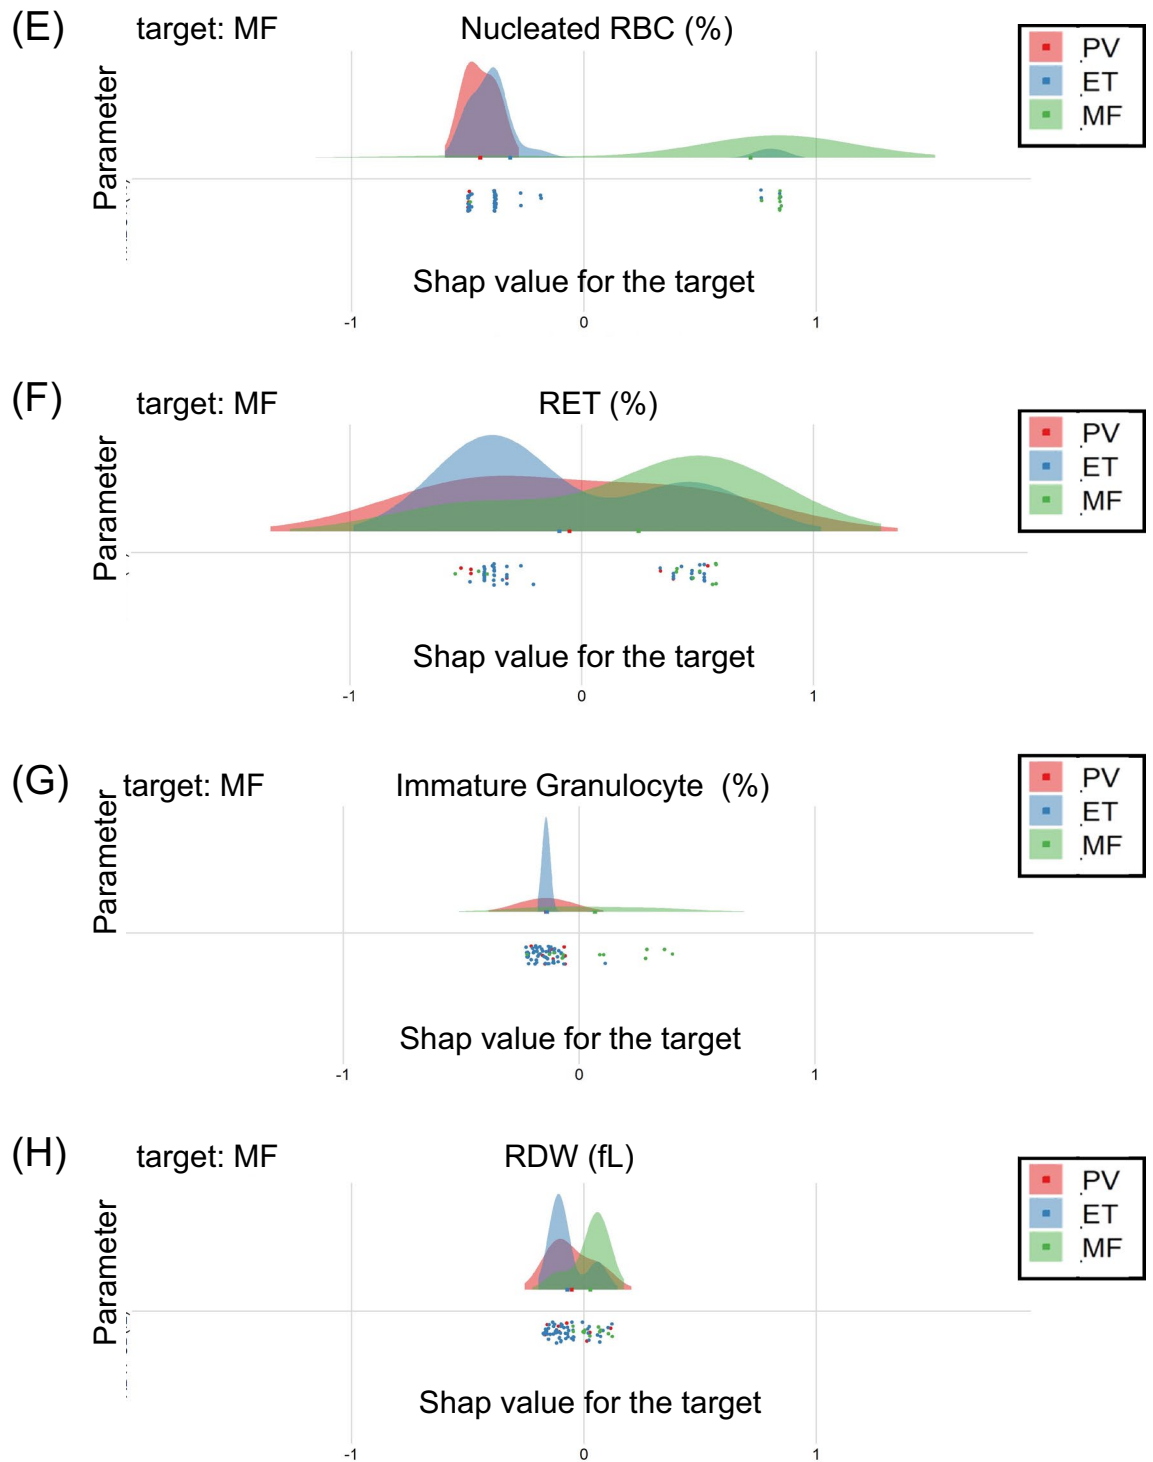 (E) target: MF Nucleated RBC (%)
PV
ET
MF
Parameter
Shap value for the target
-1 0 1
(F) target: MF RET (%)
PV
ET
MF
Parameter
Shap value for the target
-1 0 1
(G) target: MF Immature Granulocyte (%)
PV
ET
MF
Parameter
Shap value for the target
-1 0 1
(H) target: MF RDW (fL)
PV
ET
MF
Parameter
Shap value for the target
-1 0 1